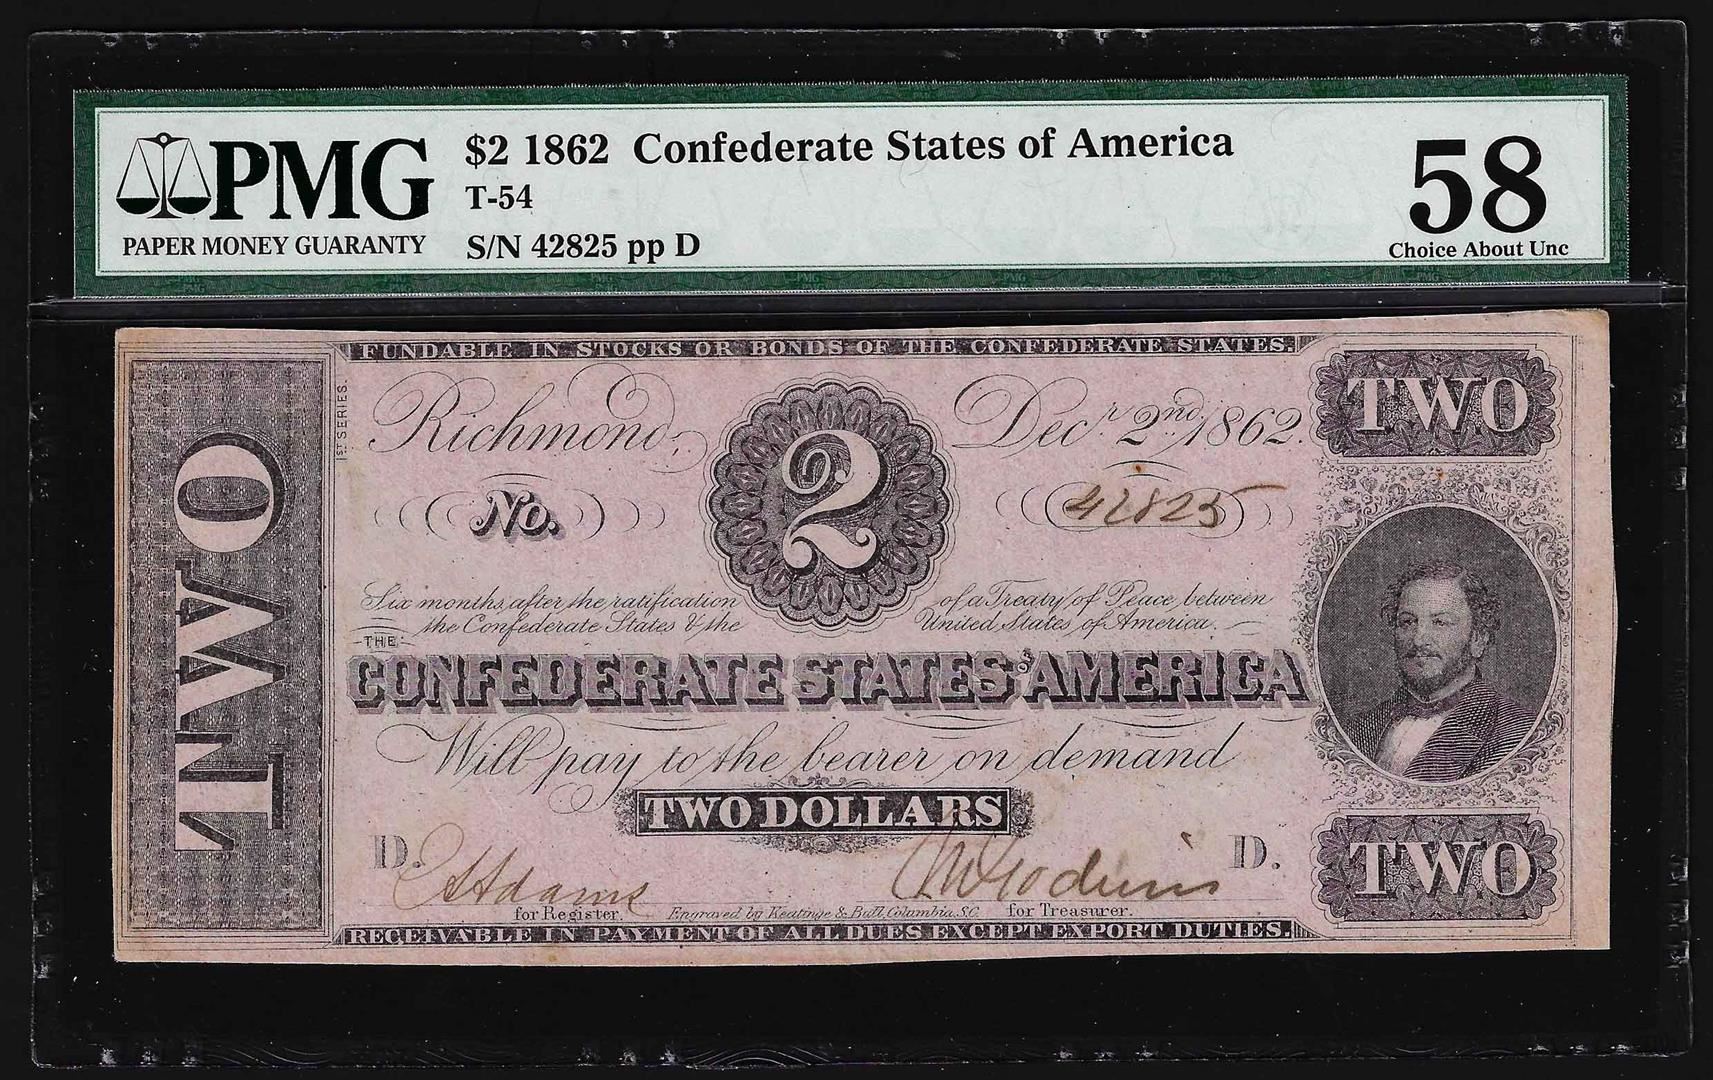 PMG
PAPER MONEY GUARANTY
$2 1862 Confederate States of America
T-54
S/N 42825 pp D
58
Choice About Unc
FUNDABLE IN STOCKS OR BONDS OF THE CONFEDERATE STATES.
TWO
1ST SERIES.
Richmond, Decr. 2nd, 1862.
TWO
2
No. 42825
Six months after the ratification of a Treaty of Peace between
the Confederate States & the United States of America.
THE
CONFEDERATE STATES OF AMERICA
Will pay to the bearer on demand
TWO DOLLARS
D. D.
TWO
Adams
for Register. Engraved by Keatinge & Ball, Columbia, S.C. for Treasurer.
RECEIVABLE IN PAYMENT OF ALL DUES EXCEPT EXPORT DUTIES.